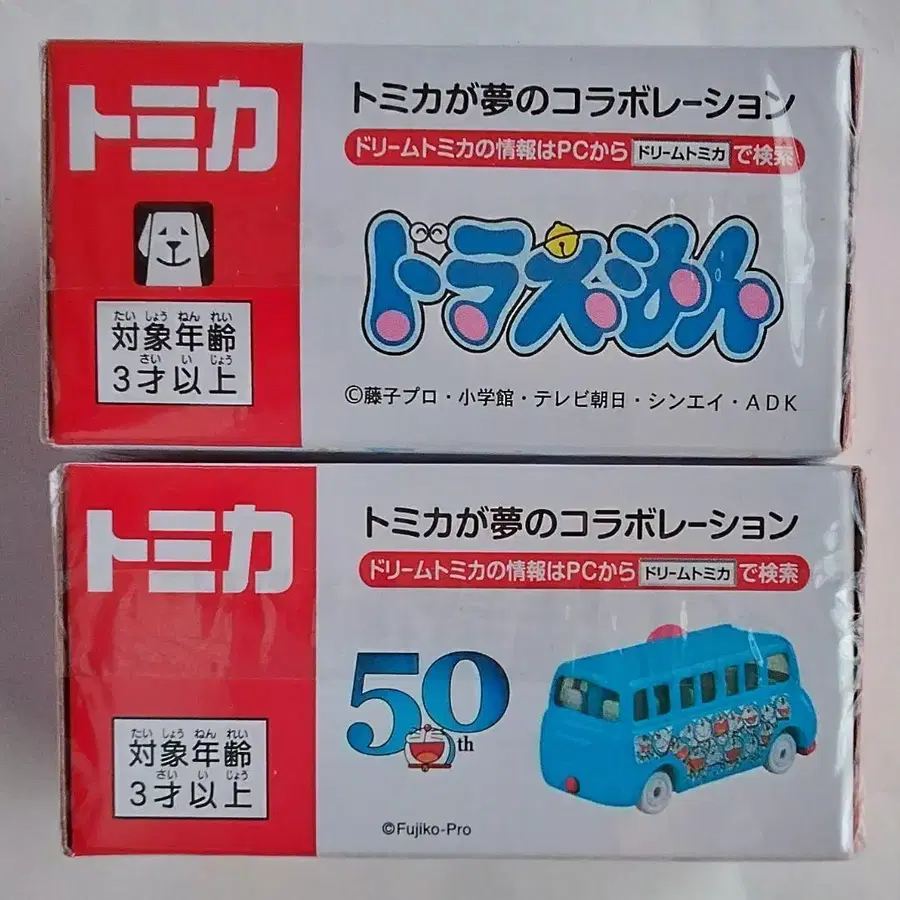 トミカ
トミカが夢のコラボレーション
ドリームトミカの情報はPCから ドリームトミカ で検索
ドラえもん
たい しょう ねん れい
対象年齢
さい い じょう
3才以上
©藤子プロ・小学館・テレビ朝日・シンエイ・ADK
トミカ
トミカが夢のコラボレーション
ドリームトミカの情報はPCから ドリームトミカ で検索
50th
たい しょう ねん れい
対象年齢
さい い じょう
3才以上
©Fujiko-Pro